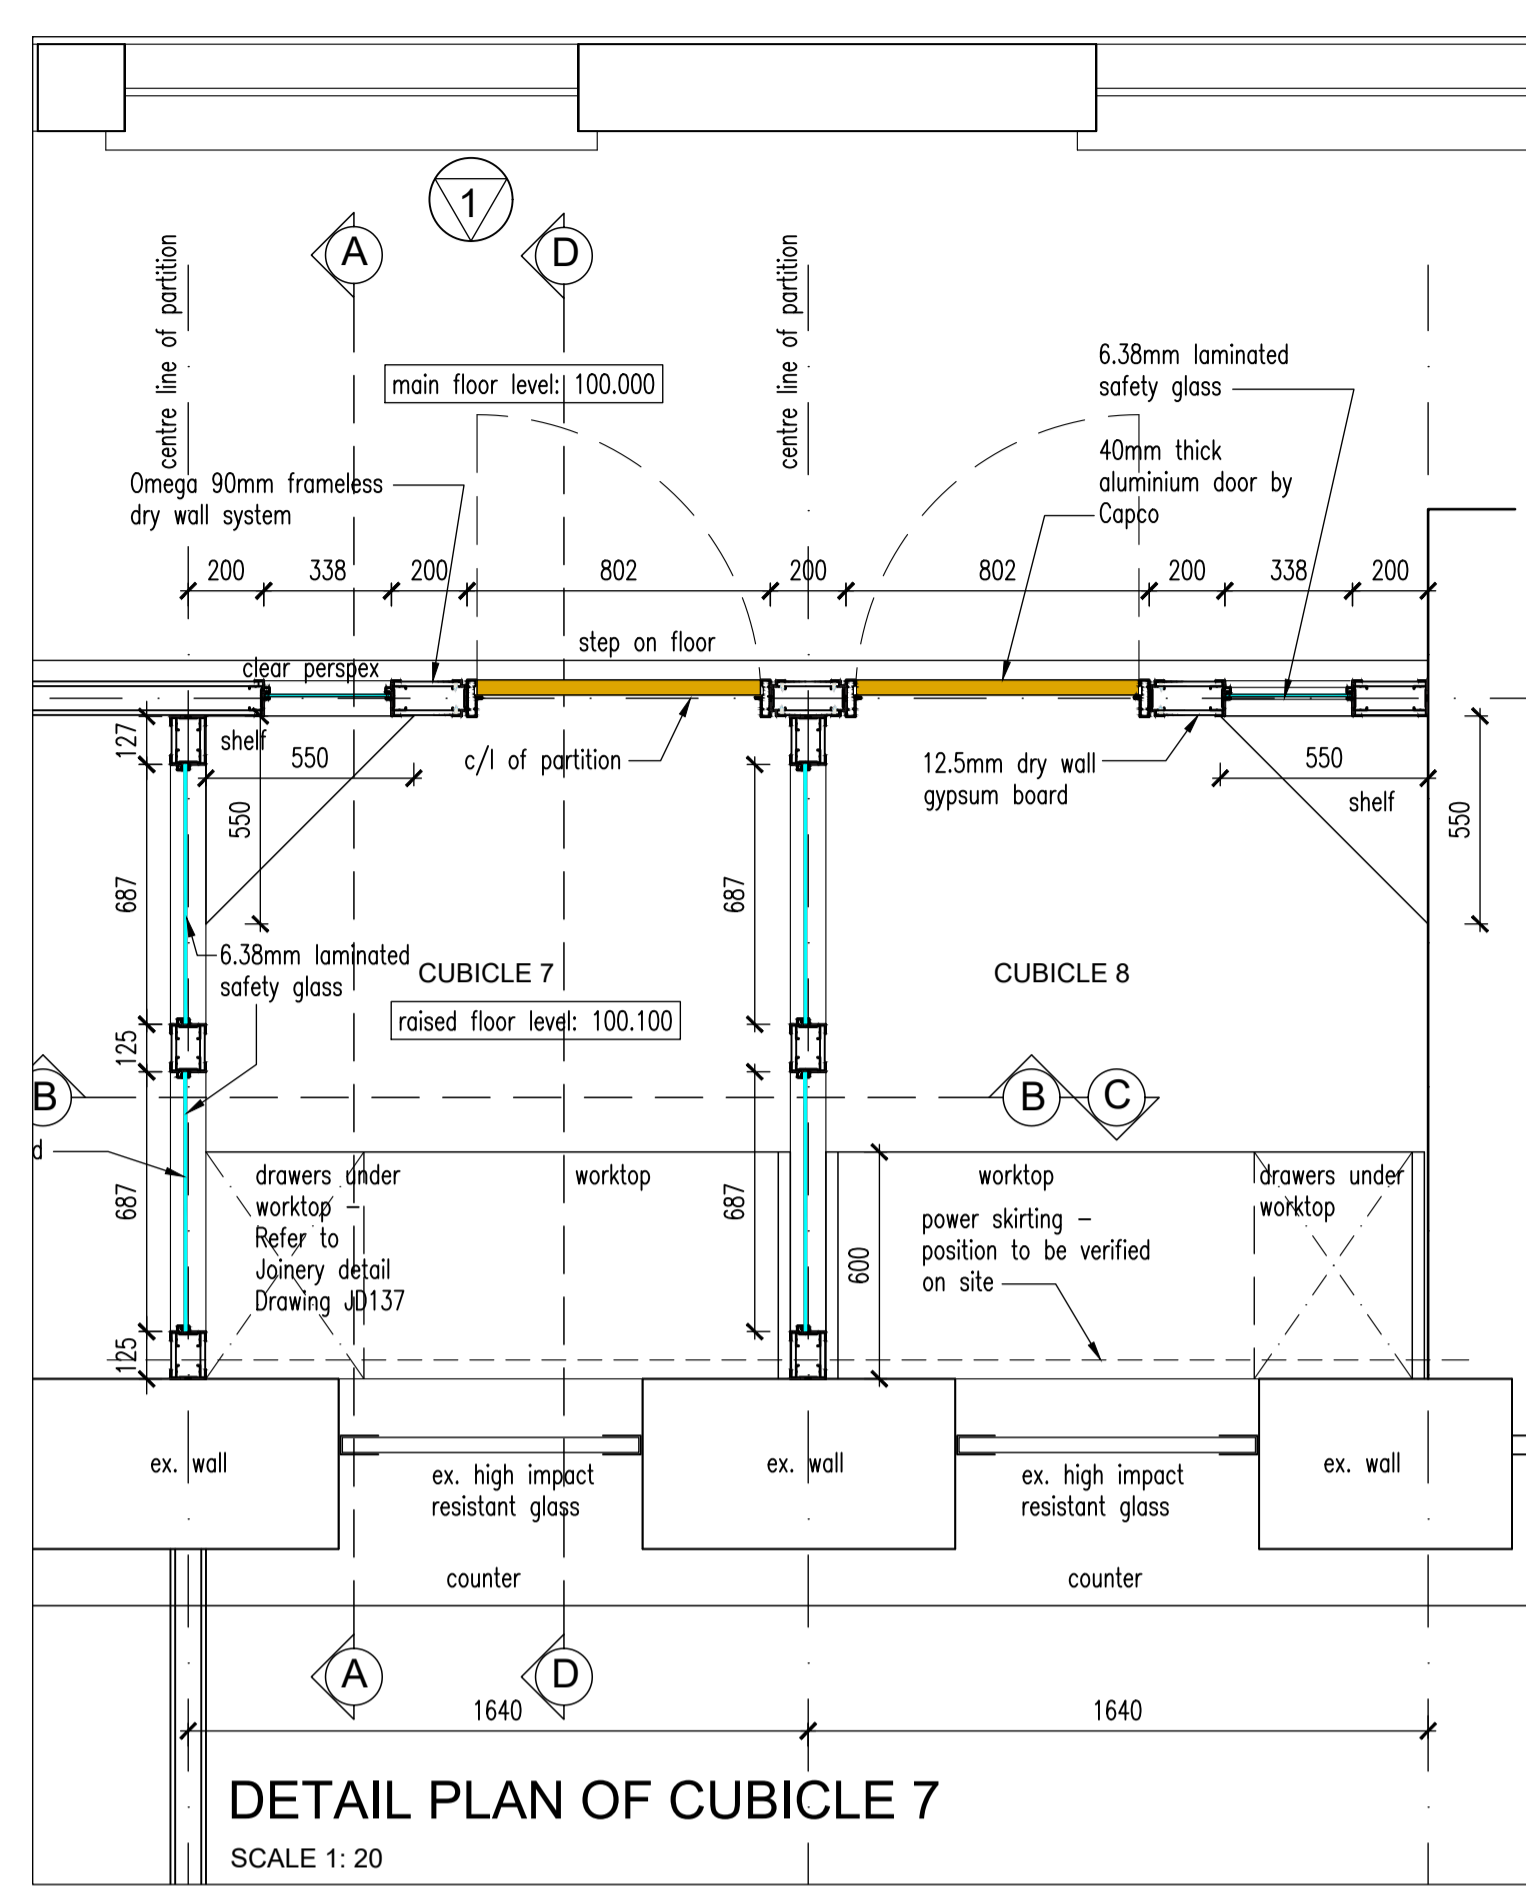 1
A
D
centre line of partition
centre line of partition
main floor level: 100.000
6.38mm laminated
safety glass
40mm thick
aluminium door by
Capco
Omega 90mm frameless
dry wall system
200
338
200
802
200
802
200
338
200
step on floor
clear perspex
shelf
127
550
c/l of partition
12.5mm dry wall
gypsum board
550
shelf
550
550
687
687
6.38mm laminated
safety glass
CUBICLE 7
CUBICLE 8
raised floor level: 100.100
125
B
B
C
d
drawers under
worktop –
Refer to
Joinery detail
Drawing JD137
worktop
worktop
drawers under
worktop
power skirting –
position to be verified
on site
687
687
600
125
ex. wall
ex. high impact
resistant glass
ex. wall
ex. high impact
resistant glass
ex. wall
counter
counter
A
D
1640
1640
DETAIL PLAN OF CUBICLE 7
SCALE 1: 20